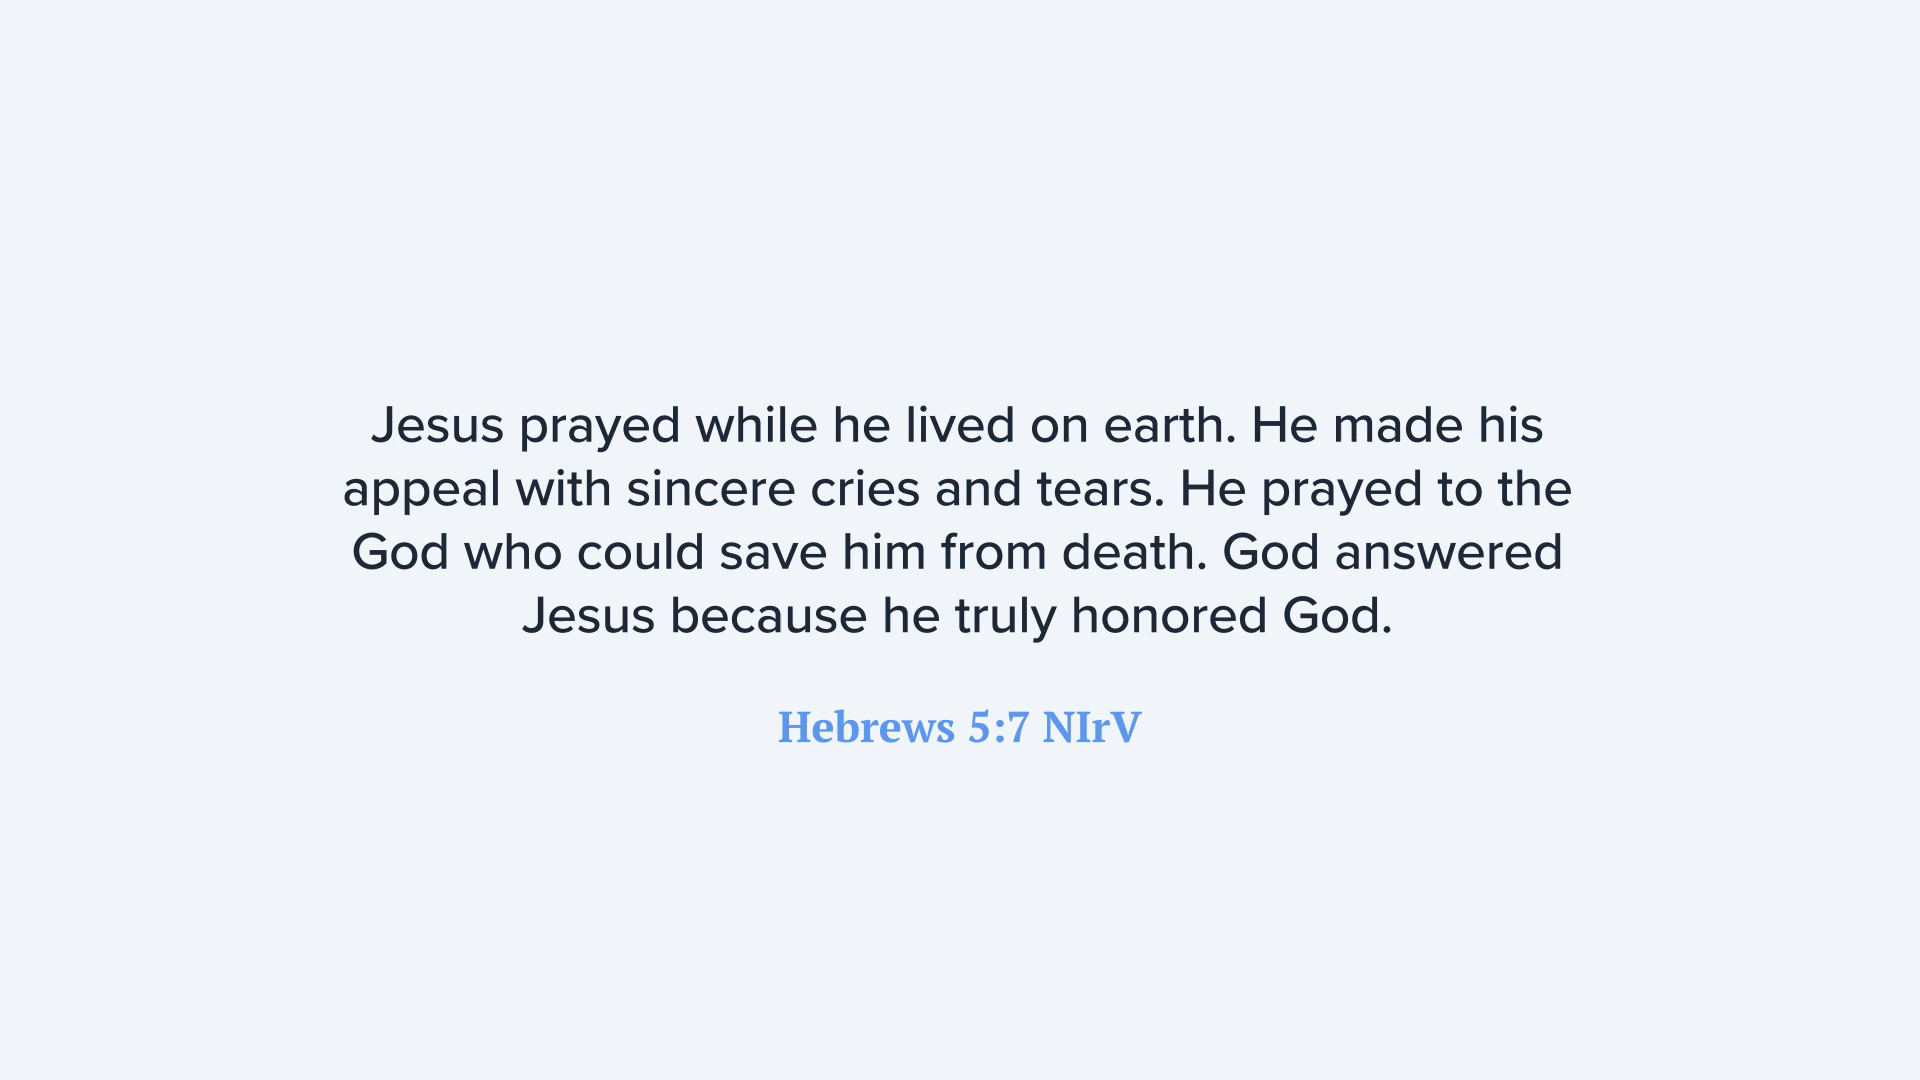 Jesus prayed while he lived on earth. He made his
appeal with sincere cries and tears. He prayed to the
God who could save him from death. God answered
Jesus because he truly honored God.
Hebrews 5:7 NIrV